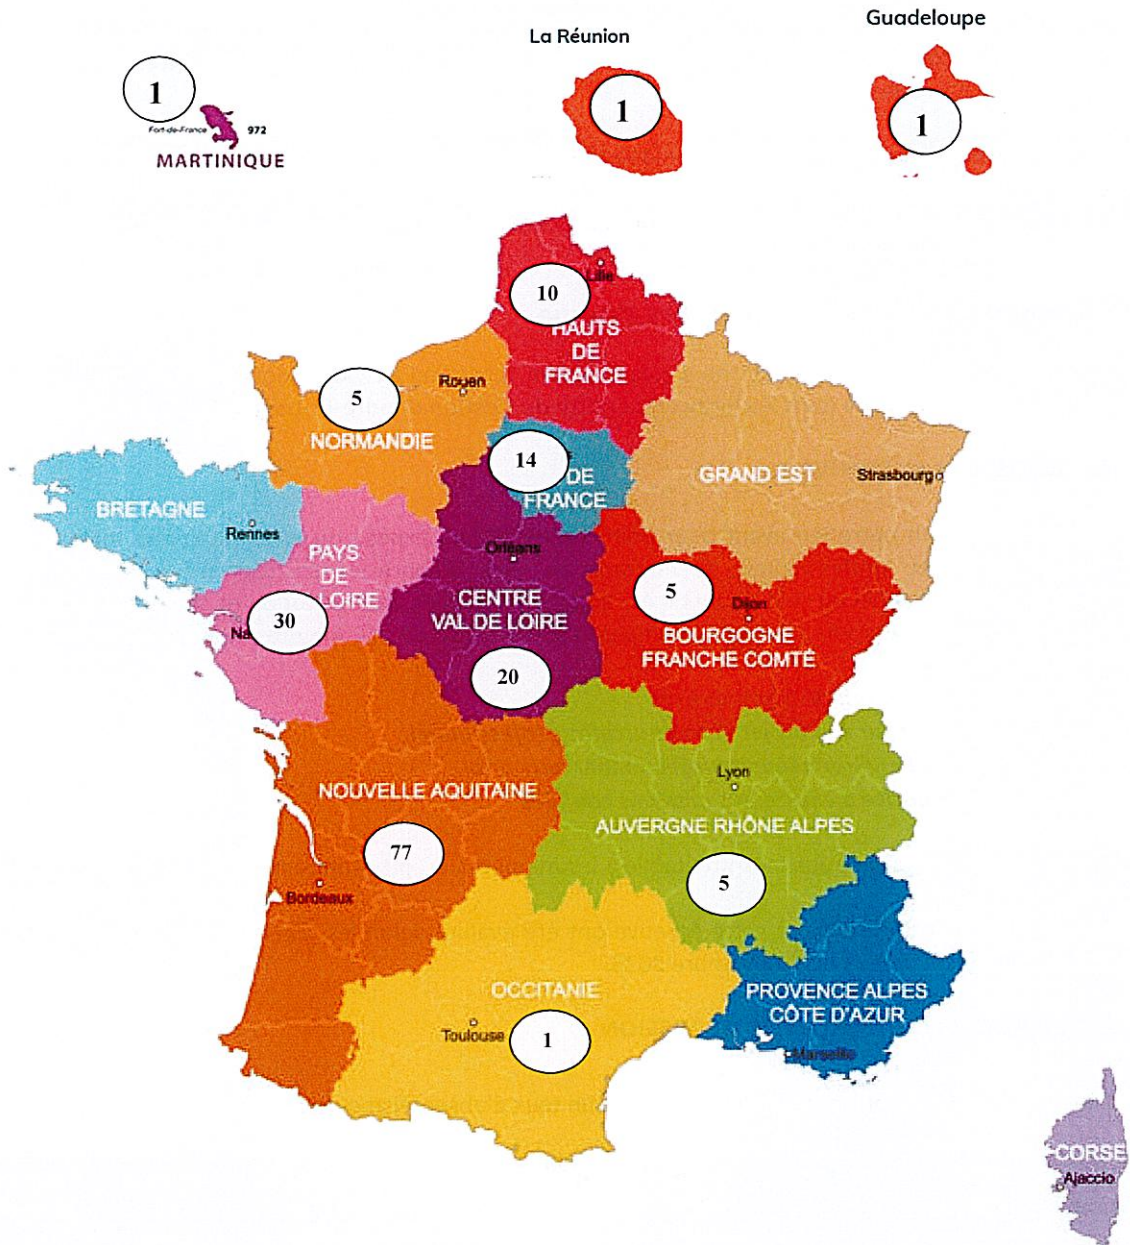 Guadeloupe
La Réunion
1
1
1
Fort-de-France
972
MARTINIQUE
10
Lille
HAUTS
DE
FRANCE
5
Rouen
NORMANDIE
14
DE
FRANCE
GRAND EST
Strasbourg
BRETAGNE
Rennes
PAYS
DE
LOIRE
30
Na
Orléans
CENTRE
VAL DE LOIRE
20
5
Dijon
BOURGOGNE
FRANCHE COMTÉ
NOUVELLE AQUITAINE
77
Bordeaux
Lyon
AUVERGNE RHÔNE ALPES
5
OCCITANIE
Toulouse
1
PROVENCE ALPES
CÔTE D'AZUR
Marseille
CORSE
Ajaccio